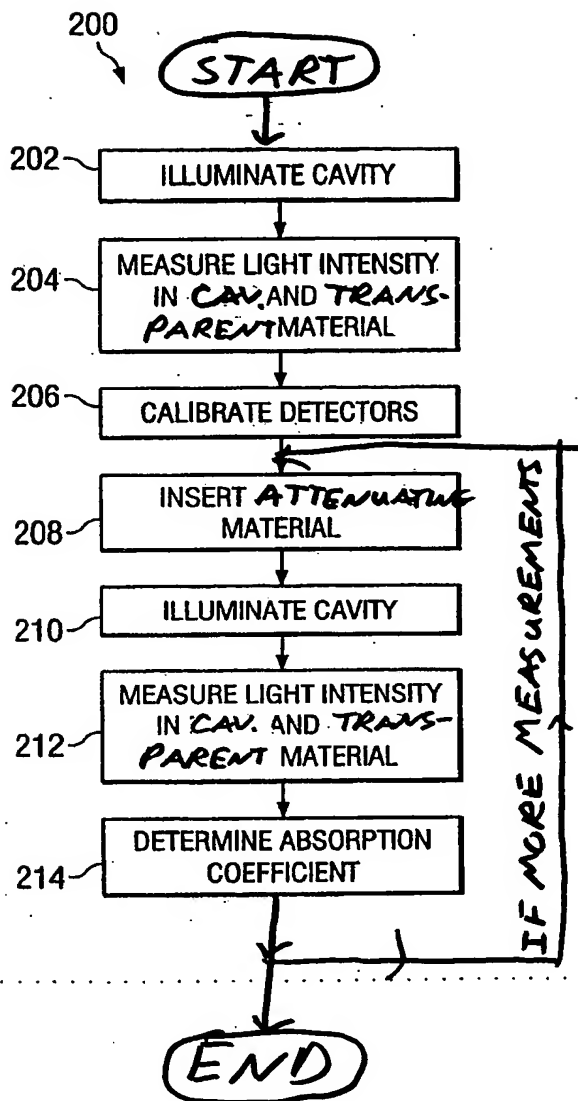 200
START
202
ILLUMINATE CAVITY
204
MEASURE LIGHT INTENSITY
IN CAV. AND TRANS-
PARENT MATERIAL
206
CALIBRATE DETECTORS
208
INSERT ATTENUATING
MATERIAL
210
ILLUMINATE CAVITY
212
MEASURE LIGHT INTENSITY
IN CAV. AND TRANS-
PARENT MATERIAL
214
DETERMINE ABSORPTION
COEFFICIENT
IF MORE MEASUREMENTS
END